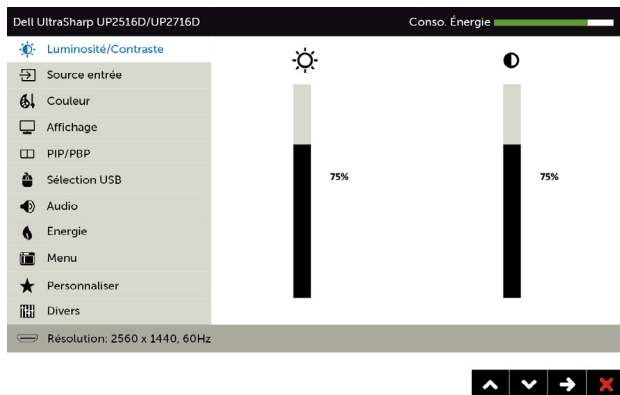 Dell UltraSharp UP2516D/UP2716D
Conso. Énergie
Luminosité/Contraste
Source entrée
Couleur
Affichage
PIP/PBP
Sélection USB
Audio
Energie
Menu
Personnaliser
Divers
75%
75%
Résolution: 2560 x 1440, 60Hz